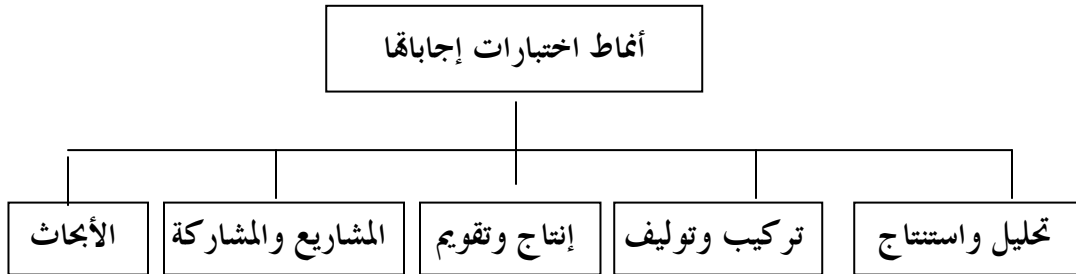 أنماط اختبارات إجاباتها
تحليل واستنتاج
تركيب وتوليف
إنتاج وتقويم
المشاريع والمشاركة
الأبحاث